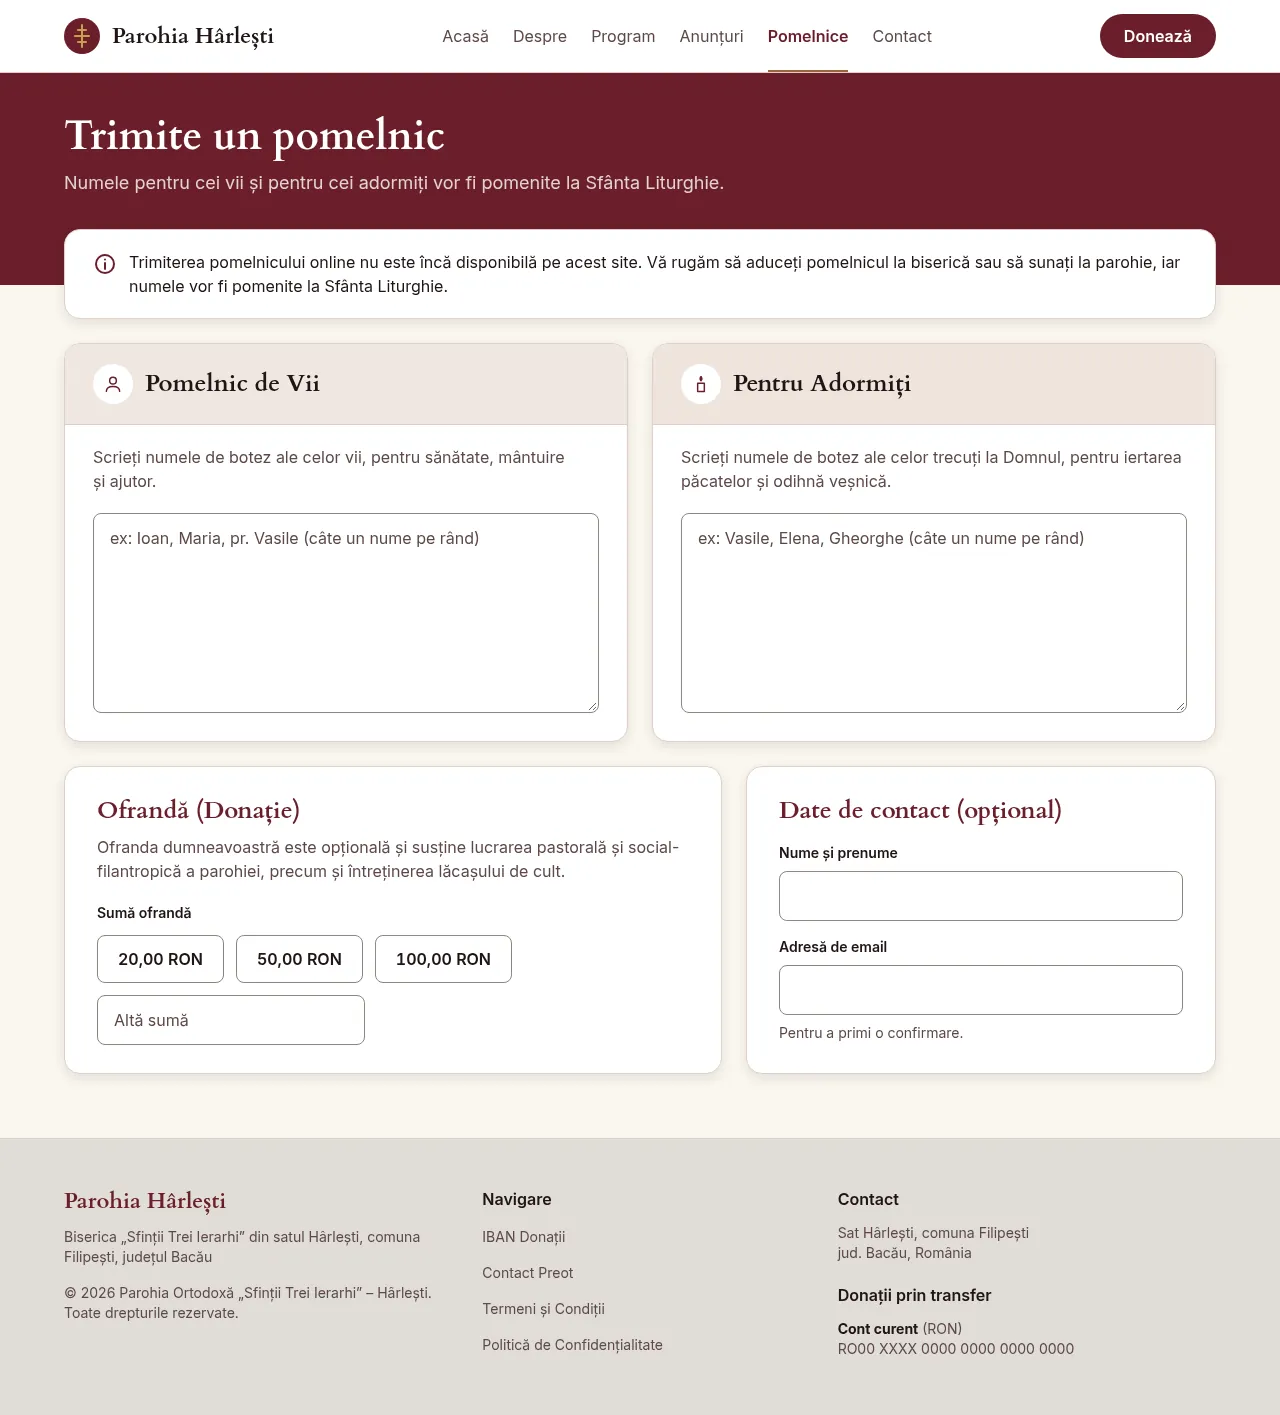 Parohia Hârlești
Acasă
Despre
Program
Anunțuri
Pomelnice
Contact
Donează
Trimite un pomelnic
Numele pentru cei vii și pentru cei adormiți vor fi pomenite la Sfânta Liturghie.
Trimiterea pomelnicului online nu este încă disponibilă pe acest site. Vă rugăm să aduceți pomelnicul la biserică sau să sunați la parohie, iar
numele vor fi pomenite la Sfânta Liturghie.
Pomelnic de Vii
Scrieți numele de botez ale celor vii, pentru sănătate, mântuire
și ajutor.
ex: Ioan, Maria, pr. Vasile (câte un nume pe rând)
Pentru Adormiți
Scrieți numele de botez ale celor trecuți la Domnul, pentru iertarea
păcatelor și odihnă veșnică.
ex: Vasile, Elena, Gheorghe (câte un nume pe rând)
Ofrandă (Donație)
Ofranda dumneavoastră este opțională și susține lucrarea pastorală și social-
filantropică a parohiei, precum și întreținerea lăcașului de cult.
Sumă ofrandă
20,00 RON
50,00 RON
100,00 RON
Altă sumă
Date de contact (opțional)
Nume și prenume
Adresă de email
Pentru a primi o confirmare.
Parohia Hârlești
Biserica „Sfinții Trei Ierarhi” din satul Hârlești, comuna
Filipești, județul Bacău
© 2026 Parohia Ortodoxă „Sfinții Trei Ierarhi” – Hârlești.
Toate drepturile rezervate.
Navigare
IBAN Donații
Contact Preot
Termeni și Condiții
Politică de Confidențialitate
Contact
Sat Hârlești, comuna Filipești
jud. Bacău, România
Donații prin transfer
Cont curent (RON)
RO00 XXXX 0000 0000 0000 0000